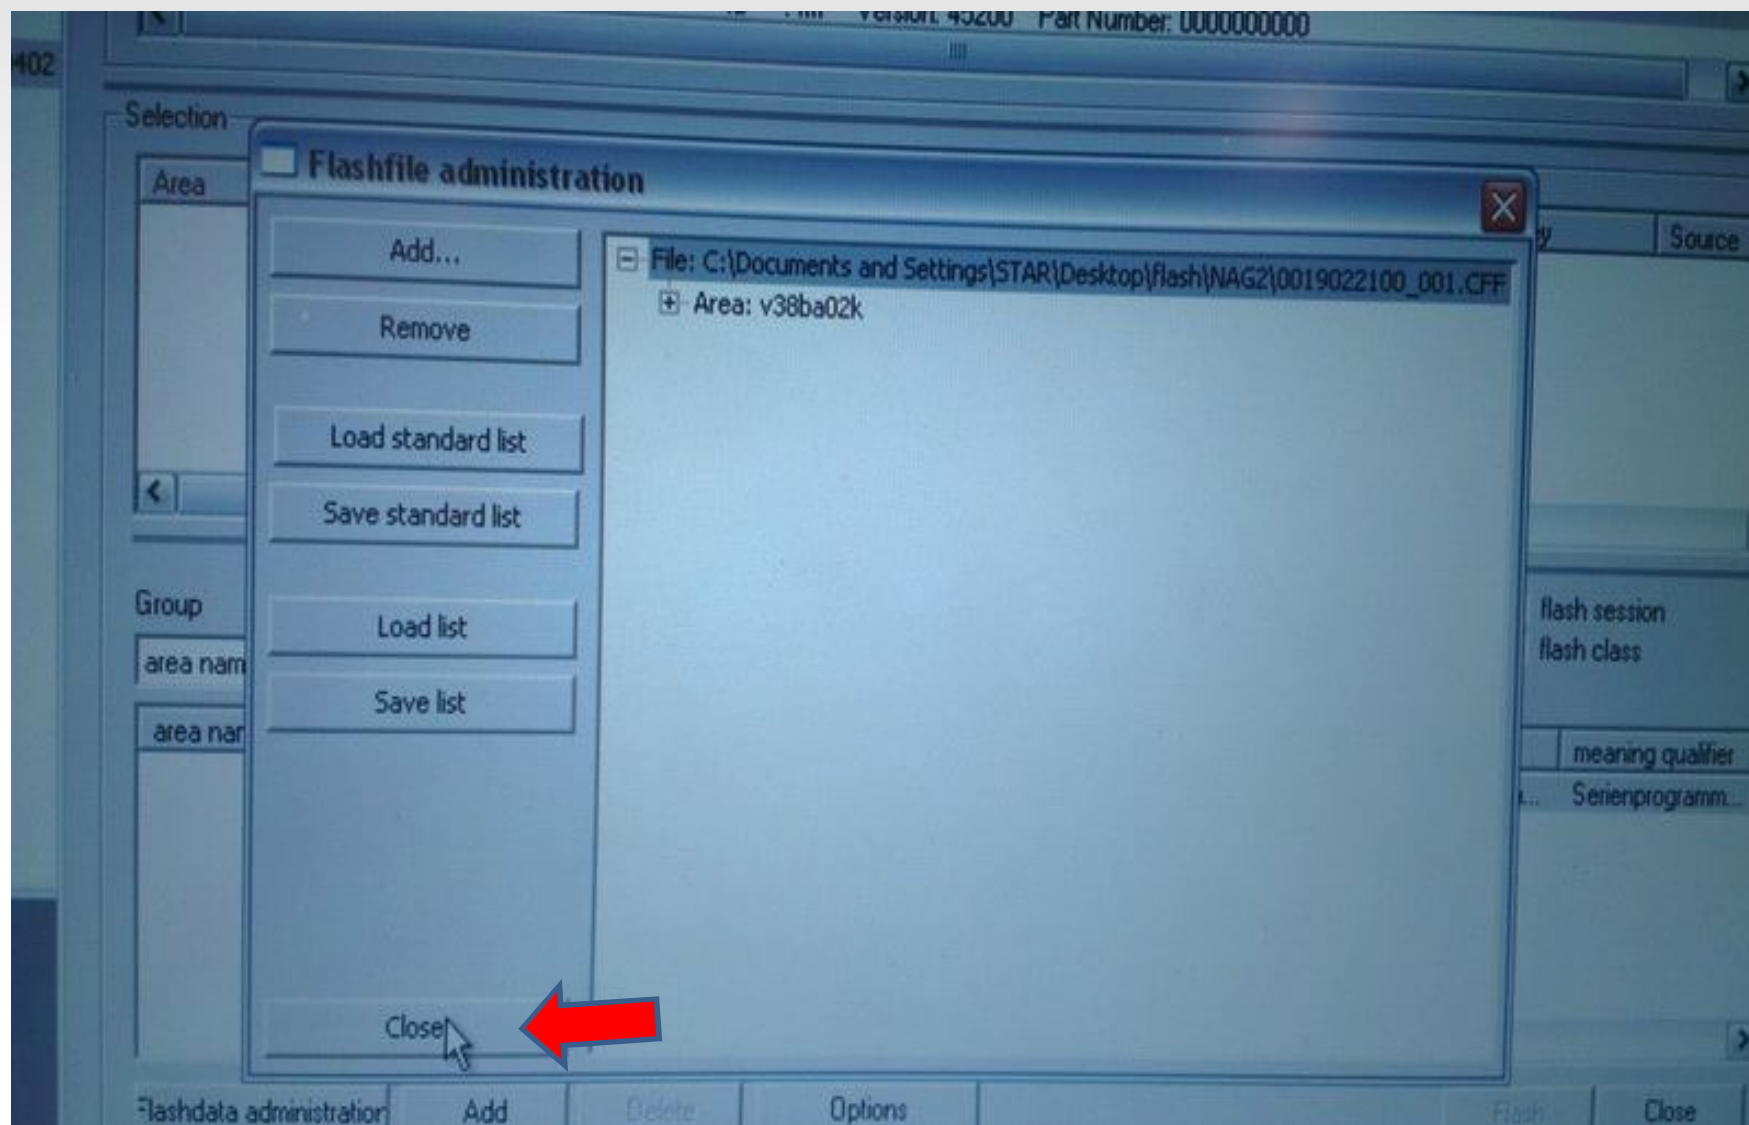 Version: 45200 Part Number: 0000000000
402
Selection
Flashfile administration
Area
Source
Add...
File: C:\Documents and Settings\STAR\Desktop\flash\NAG2\0019022100_001.CFF
Area: v38ba02k
Remove
Load standard list
Save standard list
Group
Load list
flash session
area nam
flash class
Save list
area nar
meaning qualifier
Serienprogramm...
Close
Flashdata administration
Add
Delete
Options
Flash
Close